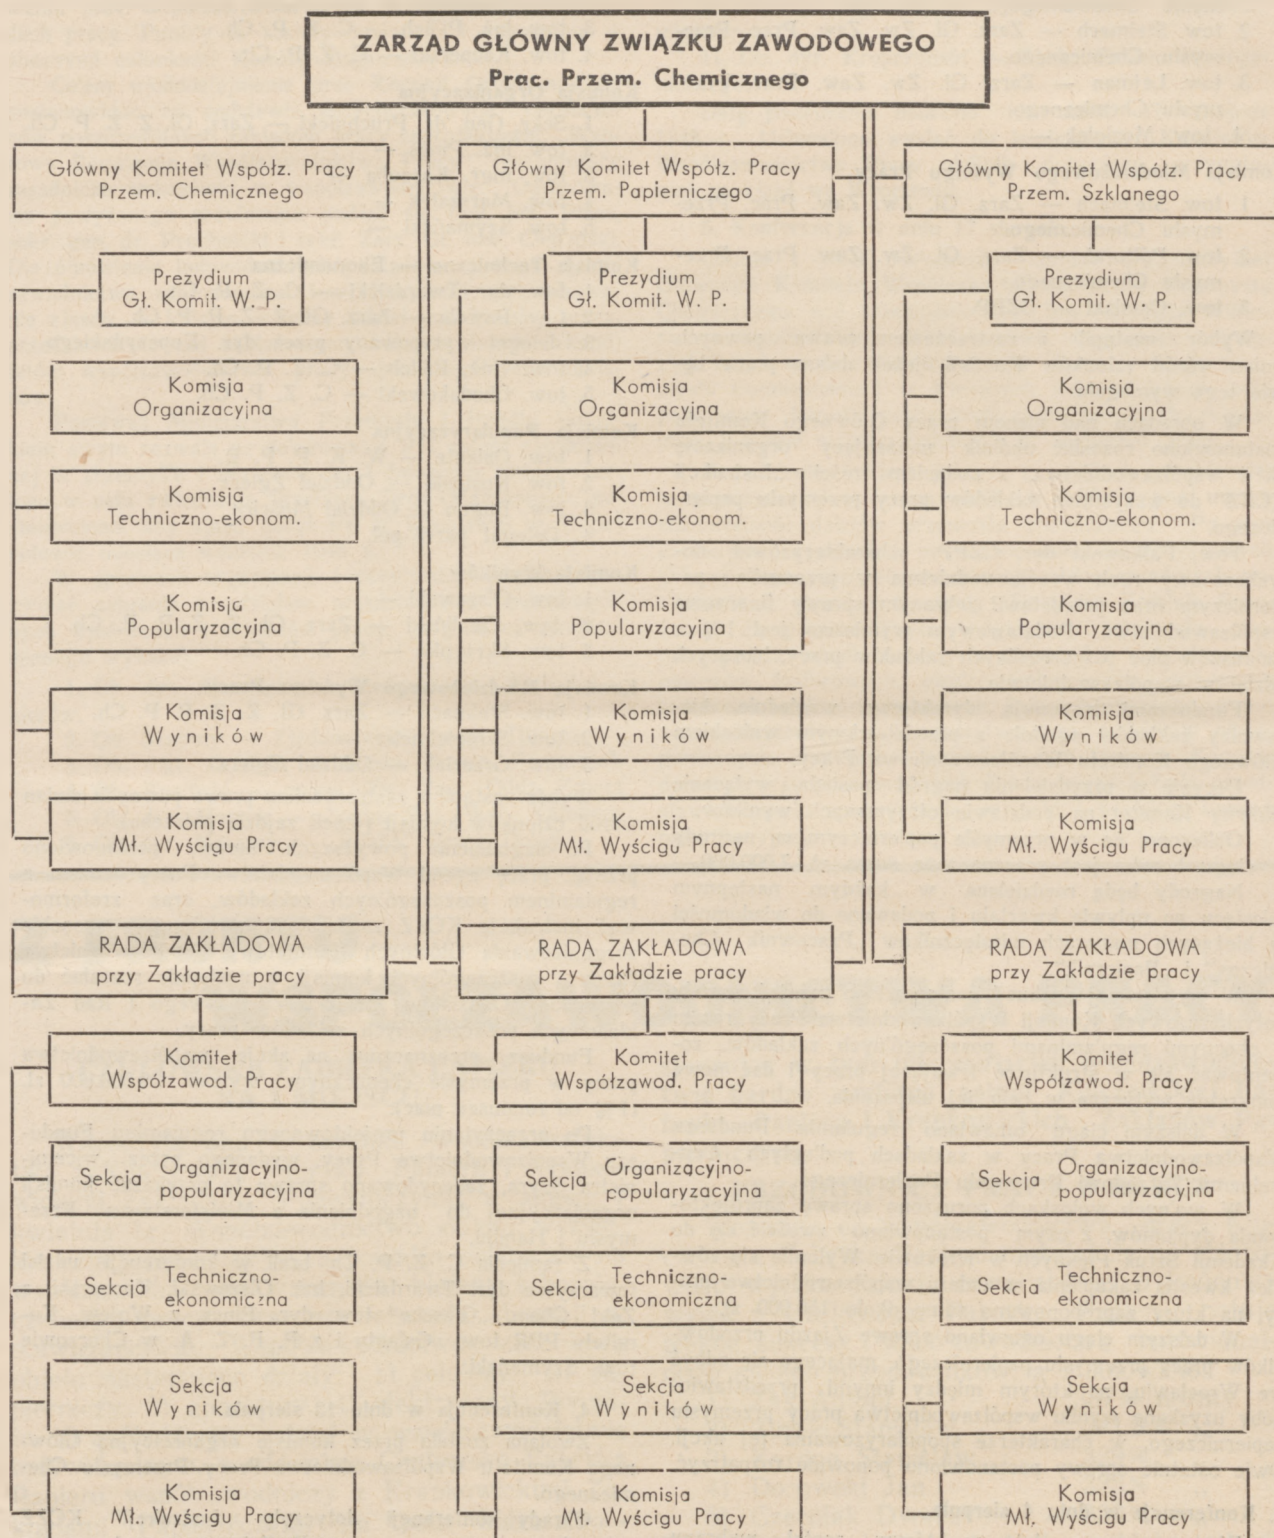 ZARZĄD GŁÓWNY ZWIĄZKU ZAWODOWEGO
Prac. Przem. Chemicznego
Główny Komitet Współz. Pracy
Przem. Chemicznego
Prezydium
Gł. Komit. W. P.
Komisja
Organizacyjna
Komisja
Techniczno-ekonom.
Komisja
Popularyzacyjna
Komisja
Wyników
Komisja
Mł. Wyścigu Pracy
RADA ZAKŁADOWA
przy Zakładzie pracy
Komitet
Współzawod. Pracy
Sekcja Organizacyjno-
popularyzacyjna
Sekcja Techniczno-
ekonomiczna
Sekcja
Wyników
Komisja
Mł. Wyścigu Pracy
Główny Komitet Współz. Pracy
Przem. Papierniczego
Prezydium
Gł. Komit. W. P.
Komisja
Organizacyjna
Komisja
Techniczno-ekonom.
Komisja
Popularyzacyjna
Komisja
Wyników
Komisja
Mł. Wyścigu Pracy
RADA ZAKŁADOWA
przy Zakładzie pracy
Komitet
Współzawod. Pracy
Sekcja Organizacyjno-
popularyzacyjna
Sekcja Techniczno-
ekonomiczna
Sekcja
Wyników
Komisja
Mł. Wyścigu Pracy
Główny Komitet Współz. Pracy
Przem. Szklanego
Prezydium
Gł. Komit. W. P.
Komisja
Organizacyjna
Komisja
Techniczno-ekonom.
Komisja
Popularyzacyjna
Komisja
Wyników
Komisja
Mł. Wyścigu Pracy
RADA ZAKŁADOWA
przy Zakładzie pracy
Komitet
Współzawod. Pracy
Sekcja Organizacyjno-
popularyzacyjna
Sekcja Techniczno-
ekonomiczna
Sekcja
Wyników
Komisja
Mł. Wyścigu Pracy